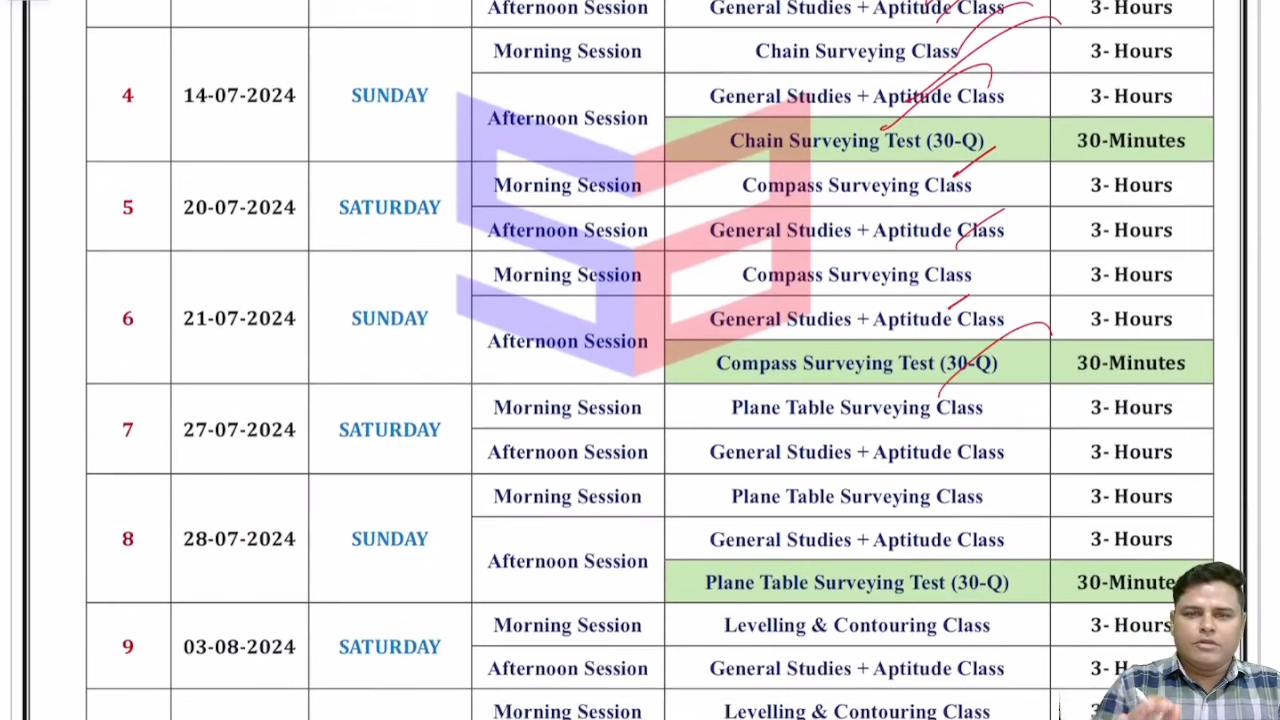 Afternoon Session General Studies + Aptitude Class 3- Hours
4 14-07-2024 SUNDAY Morning Session Chain Surveying Class 3- Hours
Afternoon Session General Studies + Aptitude Class 3- Hours
Chain Surveying Test (30-Q) 30-Minutes
5 20-07-2024 SATURDAY Morning Session Compass Surveying Class 3- Hours
Afternoon Session General Studies + Aptitude Class 3- Hours
6 21-07-2024 SUNDAY Morning Session Compass Surveying Class 3- Hours
Afternoon Session General Studies + Aptitude Class 3- Hours
Compass Surveying Test (30-Q) 30-Minutes
7 27-07-2024 SATURDAY Morning Session Plane Table Surveying Class 3- Hours
Afternoon Session General Studies + Aptitude Class 3- Hours
8 28-07-2024 SUNDAY Morning Session Plane Table Surveying Class 3- Hours
Afternoon Session General Studies + Aptitude Class 3- Hours
Plane Table Surveying Test (30-Q) 30-Minute
9 03-08-2024 SATURDAY Morning Session Levelling & Contouring Class 3- Hours
Afternoon Session General Studies + Aptitude Class 3- H
Morning Session Levelling & Contouring Class